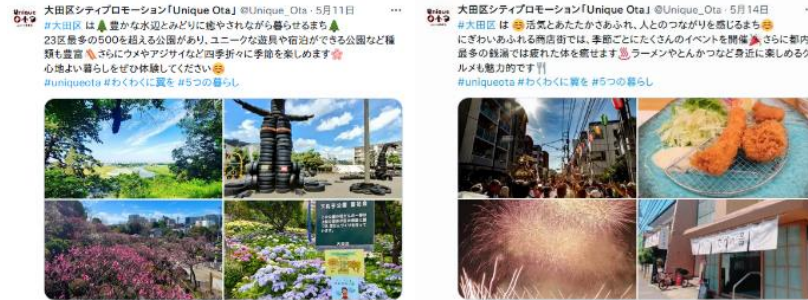 大田区シティプロモーション「Unique Ota」 @Unique_Ota・5月11日
#大田区 は🌲豊かな水辺とみどりに癒やされながら暮らせるまち🌲
23区最多の500を超える公園があり、ユニークな遊具や宿泊ができる公園など種
類も豊富🛝さらにウメやアジサイなど四季折々に季節を楽しめます🌸
心地よい暮らしをぜひ体験してください😊
#uniqueota #わくわくに翼を #5つの暮らし
大田区シティプロモーション「Unique Ota」 @Unique_Ota・5月14日
#大田区 は😊活気とあたたかさあふれ、人とのつながりを感じるまち😊
にぎわいあふれる商店街では、季節ごとにたくさんのイベントを開催🎉さらに都内
最多の銭湯では疲れた体を癒せます♨️ラーメンやとんかつなど身近に楽しめるグ
ルメも魅力的です🍴
#uniqueota #わくわくに翼を #5つの暮らし